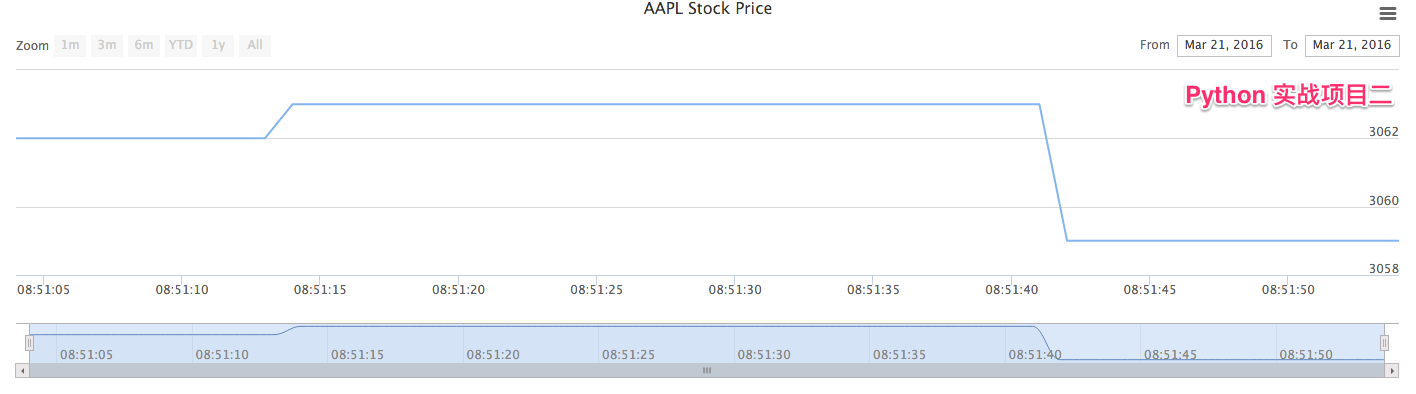 AAPL Stock Price
Zoom 1m 3m 6m YTD 1y All From Mar 21, 2016 To Mar 21, 2016
Python 实战项目二
3062
3060
3058
08:51:05 08:51:10 08:51:15 08:51:20 08:51:25 08:51:30 08:51:35 08:51:40 08:51:45 08:51:50
08:51:05 08:51:10 08:51:15 08:51:20 08:51:25 08:51:30 08:51:35 08:51:40 08:51:45 08:51:50